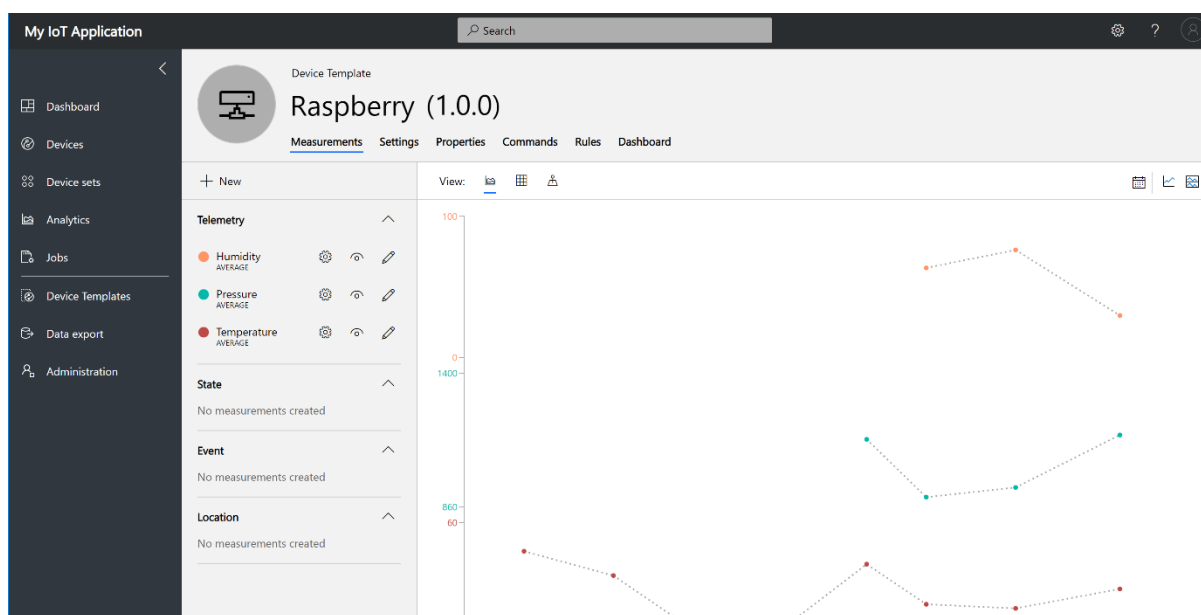 My IoT Application
Search
?
Dashboard
Devices
Device sets
Analytics
Jobs
Device Templates
Data export
Administration
Device Template
Raspberry (1.0.0)
Measurements Settings Properties Commands Rules Dashboard
+ New
View:
Telemetry
Humidity
AVERAGE
Pressure
AVERAGE
Temperature
AVERAGE
State
No measurements created
Event
No measurements created
Location
No measurements created
100
0
1400
860
60